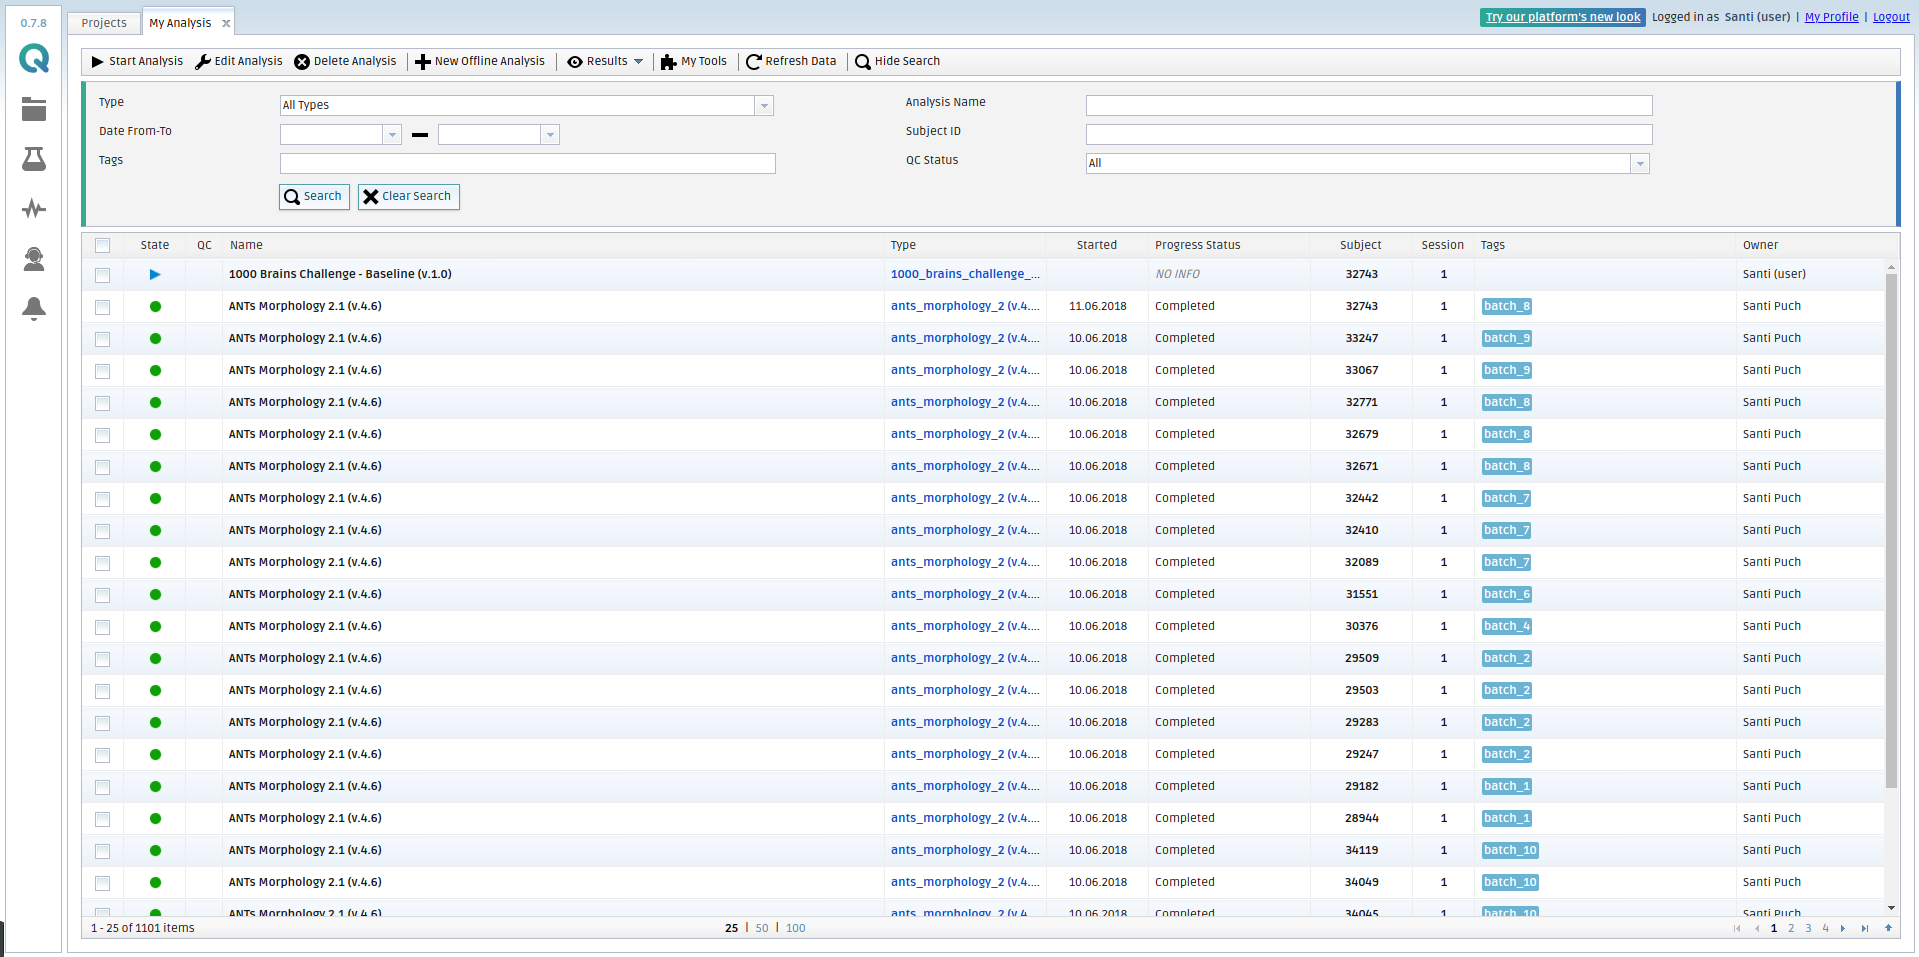 0.7.8
Projects
My Analysis x
Try our platform's new look Logged in as Santi (user) | My Profile | Logout
Start Analysis Edit Analysis Delete Analysis New Offline Analysis Results My Tools Refresh Data Hide Search
Type All Types Analysis Name
Date From-To Subject ID
Tags QC Status All
Search Clear Search
State QC Name Type Started Progress Status Subject Session Tags Owner
1000 Brains Challenge - Baseline (v.1.0) 1000_brains_challenge_... NO INFO 32743 1 Santi (user)
ANTs Morphology 2.1 (v.4.6) ants_morphology_2 (v.4.... 11.06.2018 Completed 32743 1 batch_8 Santi Puch
ANTs Morphology 2.1 (v.4.6) ants_morphology_2 (v.4.... 10.06.2018 Completed 33247 1 batch_9 Santi Puch
ANTs Morphology 2.1 (v.4.6) ants_morphology_2 (v.4.... 10.06.2018 Completed 33067 1 batch_9 Santi Puch
ANTs Morphology 2.1 (v.4.6) ants_morphology_2 (v.4.... 10.06.2018 Completed 32771 1 batch_8 Santi Puch
ANTs Morphology 2.1 (v.4.6) ants_morphology_2 (v.4.... 10.06.2018 Completed 32679 1 batch_8 Santi Puch
ANTs Morphology 2.1 (v.4.6) ants_morphology_2 (v.4.... 10.06.2018 Completed 32671 1 batch_8 Santi Puch
ANTs Morphology 2.1 (v.4.6) ants_morphology_2 (v.4.... 10.06.2018 Completed 32442 1 batch_7 Santi Puch
ANTs Morphology 2.1 (v.4.6) ants_morphology_2 (v.4.... 10.06.2018 Completed 32410 1 batch_7 Santi Puch
ANTs Morphology 2.1 (v.4.6) ants_morphology_2 (v.4.... 10.06.2018 Completed 32089 1 batch_7 Santi Puch
ANTs Morphology 2.1 (v.4.6) ants_morphology_2 (v.4.... 10.06.2018 Completed 31551 1 batch_6 Santi Puch
ANTs Morphology 2.1 (v.4.6) ants_morphology_2 (v.4.... 10.06.2018 Completed 30376 1 batch_4 Santi Puch
ANTs Morphology 2.1 (v.4.6) ants_morphology_2 (v.4.... 10.06.2018 Completed 29509 1 batch_2 Santi Puch
ANTs Morphology 2.1 (v.4.6) ants_morphology_2 (v.4.... 10.06.2018 Completed 29503 1 batch_2 Santi Puch
ANTs Morphology 2.1 (v.4.6) ants_morphology_2 (v.4.... 10.06.2018 Completed 29283 1 batch_2 Santi Puch
ANTs Morphology 2.1 (v.4.6) ants_morphology_2 (v.4.... 10.06.2018 Completed 29247 1 batch_2 Santi Puch
ANTs Morphology 2.1 (v.4.6) ants_morphology_2 (v.4.... 10.06.2018 Completed 29182 1 batch_1 Santi Puch
ANTs Morphology 2.1 (v.4.6) ants_morphology_2 (v.4.... 10.06.2018 Completed 28944 1 batch_1 Santi Puch
ANTs Morphology 2.1 (v.4.6) ants_morphology_2 (v.4.... 10.06.2018 Completed 34119 1 batch_10 Santi Puch
ANTs Morphology 2.1 (v.4.6) ants_morphology_2 (v.4.... 10.06.2018 Completed 34049 1 batch_10 Santi Puch
ANTs Morphology 2.1 (v.4.6) ants_morphology_2 (v.4.... 10.06.2018 Completed 34045 1 batch_10 Santi Puch
1 - 25 of 1101 items 25 | 50 | 100 1 2 3 4